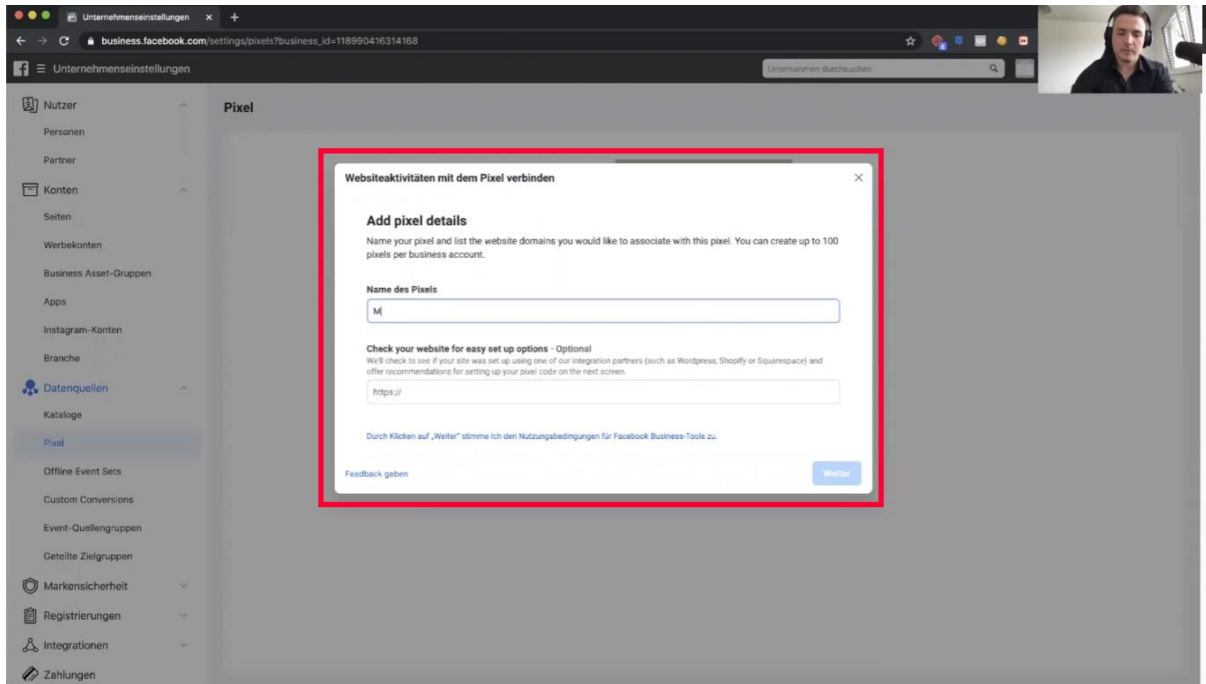 Unternehmenseinstellungen
business.facebook.com/settings/pixels?business_id=118990416314168
Unternehmenseinstellungen
Unternehmen durchsuchen
Nutzer
Personen
Partner
Konten
Seiten
Werbekonten
Business Asset-Gruppen
Apps
Instagram-Konten
Branche
Datenquellen
Kataloge
Pixel
Offline Event Sets
Custom Conversions
Event-Quellengruppen
Geteilte Zielgruppen
Markensicherheit
Registrierungen
Integrationen
Zahlungen
Pixel
Websiteaktivitäten mit dem Pixel verbinden
Add pixel details
Name your pixel and list the website domains you would like to associate with this pixel. You can create up to 100
pixels per business account.
Name des Pixels
M
Check your website for easy set up options - Optional
We'll check to see if your site was set up using one of our integration partners (such as Wordpress, Shopify or Squarespace) and
offer recommendations for setting up your pixel code on the next screen.
https://
Durch Klicken auf „Weiter" stimme ich den Nutzungsbedingungen für Facebook Business-Tools zu.
Feedback geben
Weiter